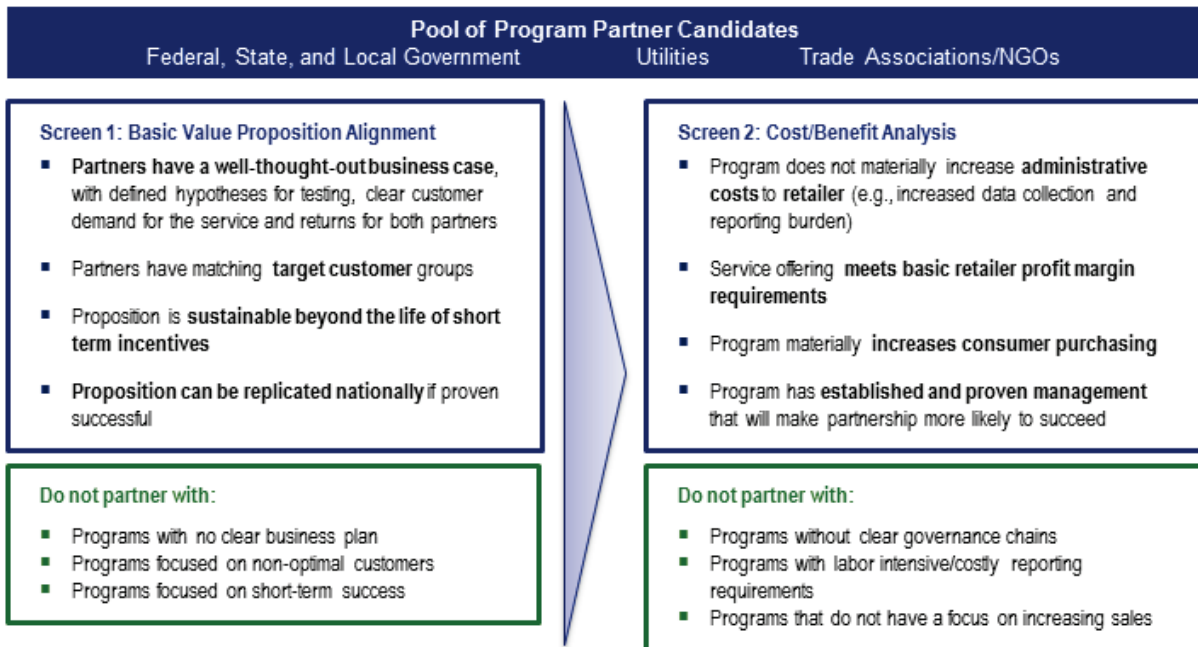 Pool of Program Partner Candidates
Federal, State, and Local Government Utilities Trade Associations/NGOs
Screen 1: Basic Value Proposition Alignment
▪ Partners have a well-thought-out business case,
with defined hypotheses for testing, clear customer
demand for the service and returns for both partners
▪ Partners have matching target customer groups
▪ Proposition is sustainable beyond the life of short
term incentives
▪ Proposition can be replicated nationally if proven
successful
Do not partner with:
▪ Programs with no clear business plan
▪ Programs focused on non-optimal customers
▪ Programs focused on short-term success
Screen 2: Cost/Benefit Analysis
▪ Program does not materially increase administrative
costs to retailer (e.g., increased data collection and
reporting burden)
▪ Service offering meets basic retailer profit margin
requirements
▪ Program materially increases consumer purchasing
▪ Program has established and proven management
that will make partnership more likely to succeed
Do not partner with:
▪ Programs without clear governance chains
▪ Programs with labor intensive/costly reporting
requirements
▪ Programs that do not have a focus on increasing sales